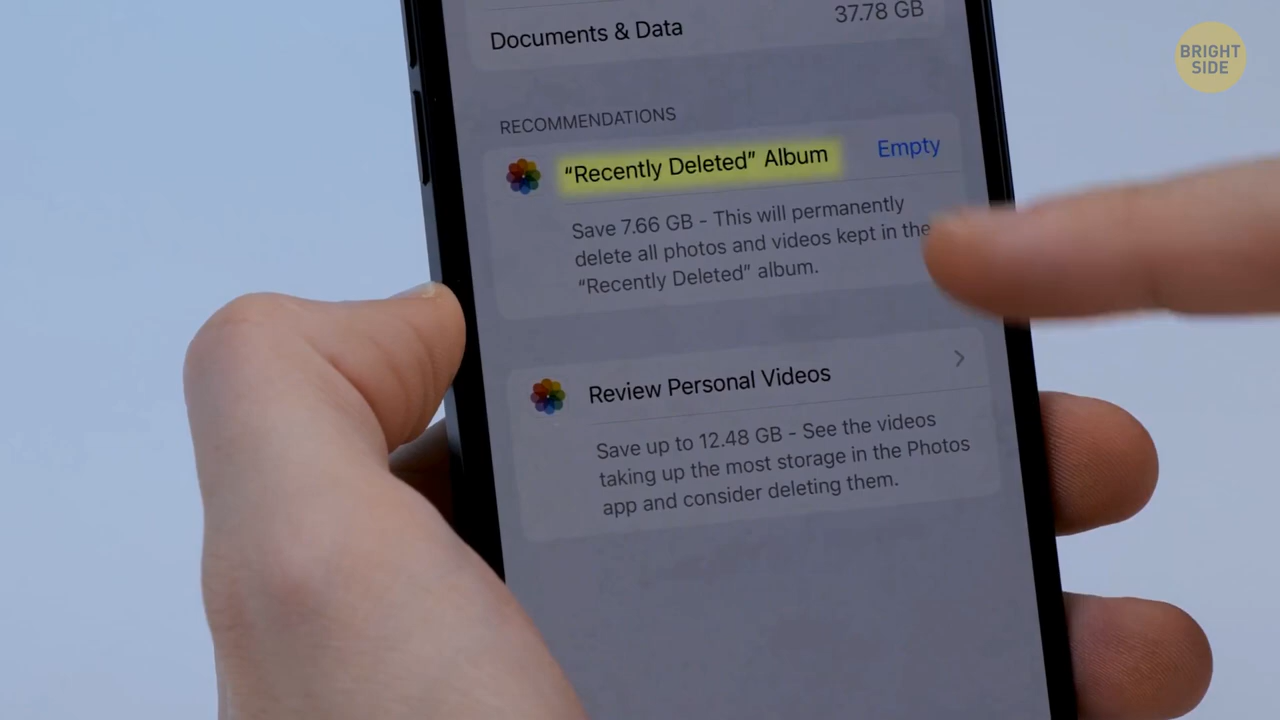 Documents & Data 37.78 GB
BRIGHT
SIDE
RECOMMENDATIONS
“Recently Deleted” Album Empty
Save 7.66 GB - This will permanently
delete all photos and videos kept in the
“Recently Deleted” album.
Review Personal Videos
Save up to 12.48 GB - See the videos
taking up the most storage in the Photos
app and consider deleting them.